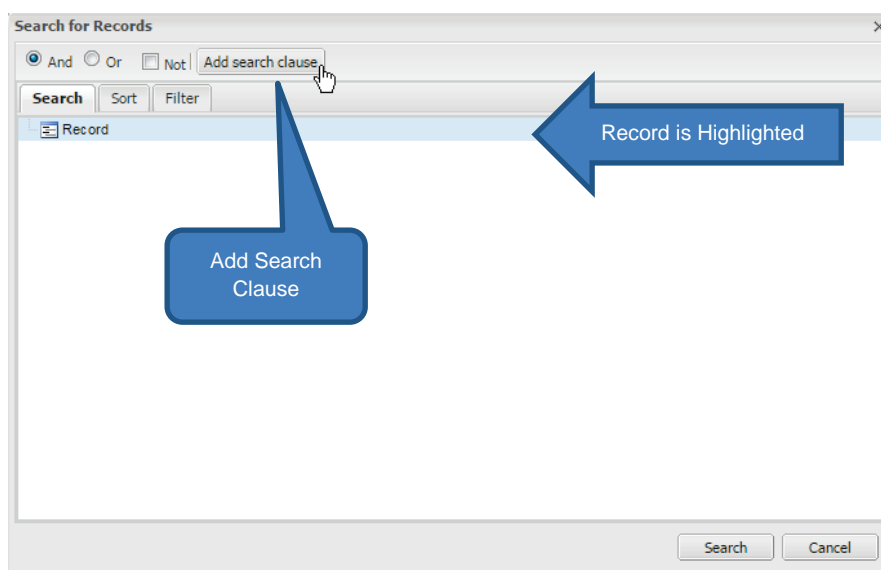 Search for Records
And Or Not Add search clause
Search Sort Filter
Record
Record is Highlighted
Add Search
Clause
Search Cancel